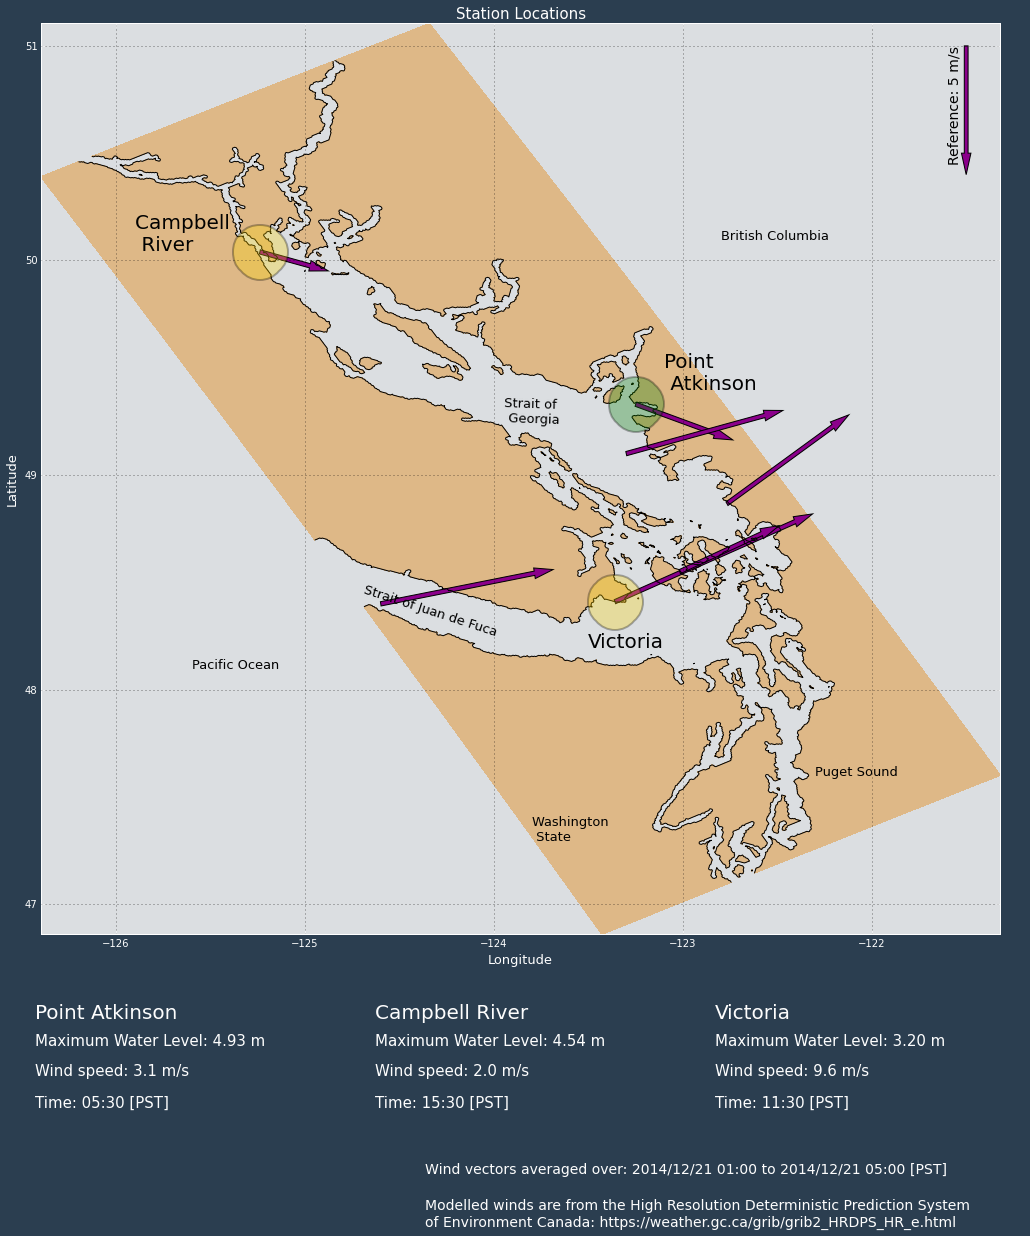 Station Locations
51
50
49
48
47
Latitude
Reference: 5 m/s
British Columbia
Campbell
River
Point
Atkinson
Strait of
Georgia
Strait of Juan de Fuca
Victoria
Pacific Ocean
Puget Sound
Washington
State
−126
−125
−124
−123
−122
Longitude
Point Atkinson
Maximum Water Level: 4.93 m
Wind speed: 3.1 m/s
Time: 05:30 [PST]
Campbell River
Maximum Water Level: 4.54 m
Wind speed: 2.0 m/s
Time: 15:30 [PST]
Victoria
Maximum Water Level: 3.20 m
Wind speed: 9.6 m/s
Time: 11:30 [PST]
Wind vectors averaged over: 2014/12/21 01:00 to 2014/12/21 05:00 [PST]
Modelled winds are from the High Resolution Deterministic Prediction System
of Environment Canada: https://weather.gc.ca/grib/grib2_HRDPS_HR_e.html